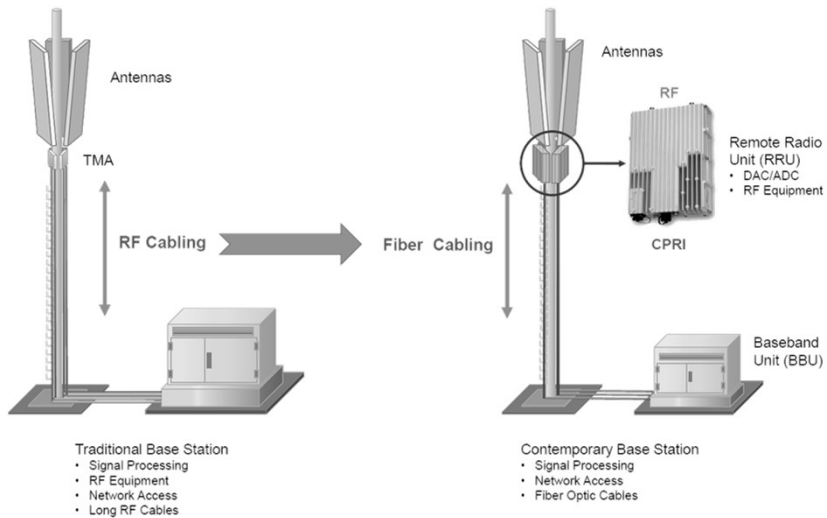 Antennas
TMA
RF Cabling
Traditional Base Station
• Signal Processing
• RF Equipment
• Network Access
• Long RF Cables
Antennas
RF
Remote Radio
Unit (RRU)
• DAC/ADC
• RF Equipment
CPRI
Fiber Cabling
Baseband
Unit (BBU)
Contemporary Base Station
• Signal Processing
• Network Access
• Fiber Optic Cables